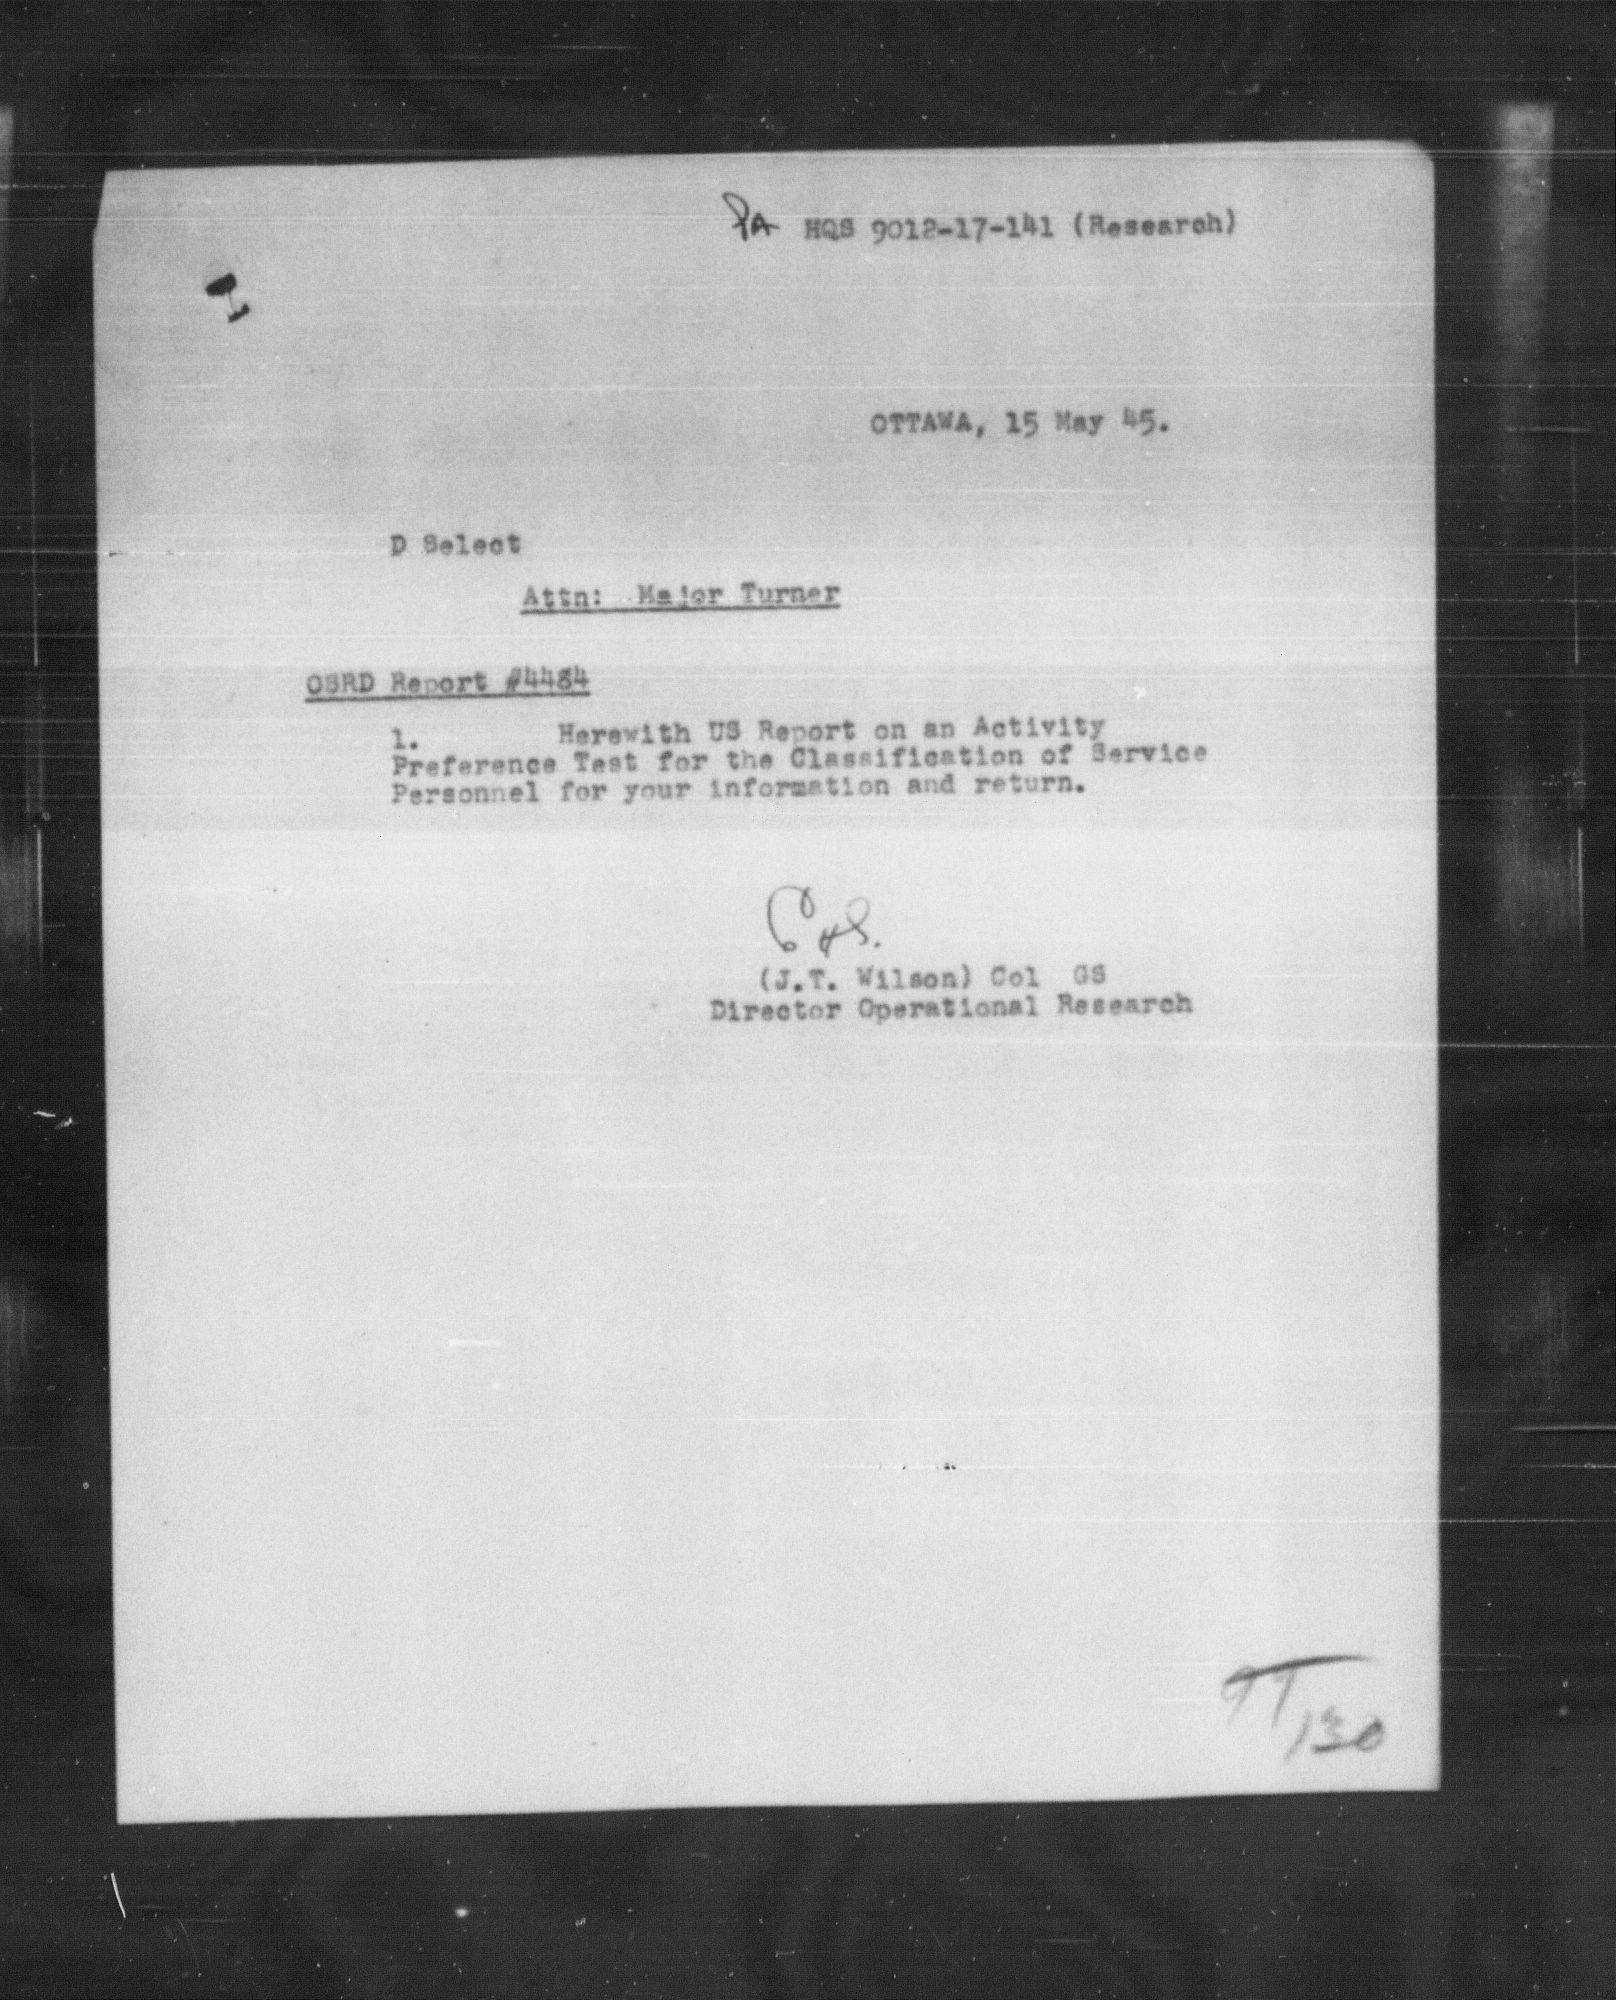 PA HQS 9012-17-141 (Research)
OTTAWA, 15 May 45.
D Select
Attn: Major Turner
OSRD Report #4484
1. Herewith US Report on an Activity
Preference Test for the Classification of Service
Personnel for your information and return.
(J.T. Wilson) Col GS
Director Operational Research
130